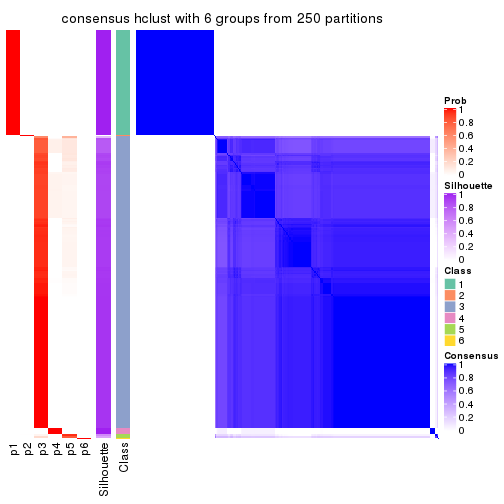 consensus hclust with 6 groups from 250 partitions
Prob
1
0.8
0.6
0.4
0.2
0
Silhouette
1
0.8
0.6
0.4
0.2
0
Class
1
2
3
4
5
6
Consensus
1
0.8
0.6
0.4
0.2
0
p1
p2
p3
p4
p5
p6
Silhouette
Class